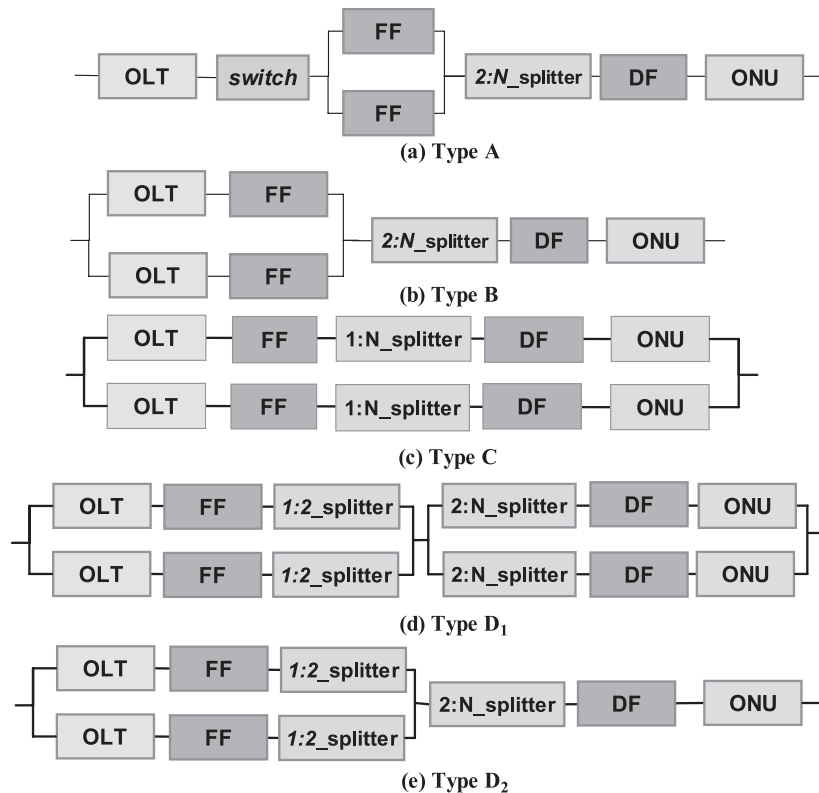 FF
OLT switch 2:N_splitter DF ONU
FF
(a) Type A
OLT FF
2:N_splitter DF ONU
OLT FF
(b) Type B
OLT FF 1:N_splitter DF ONU
OLT FF 1:N_splitter DF ONU
(c) Type C
OLT FF 1:2_splitter 2:N_splitter DF ONU
OLT FF 1:2_splitter 2:N_splitter DF ONU
(d) Type D₁
OLT FF 1:2_splitter
2:N_splitter DF ONU
OLT FF 1:2_splitter
(e) Type D₂